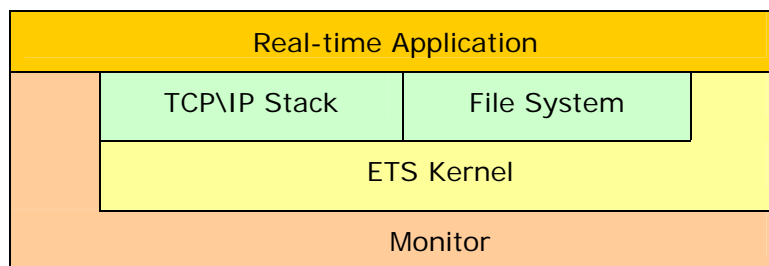 Real-time Application
TCP\IP Stack
File System
ETS Kernel
Monitor